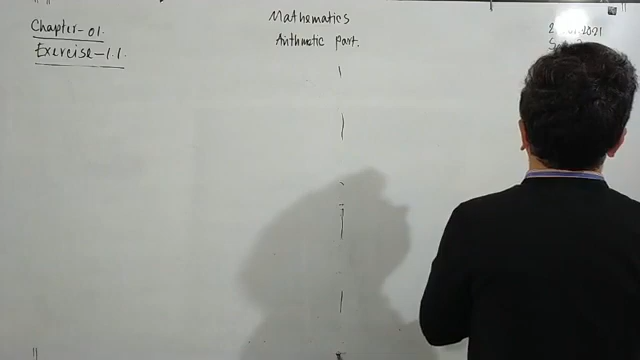 Mathematics
Chapter-01.
Arithmetic part.
Exercise-1.1.